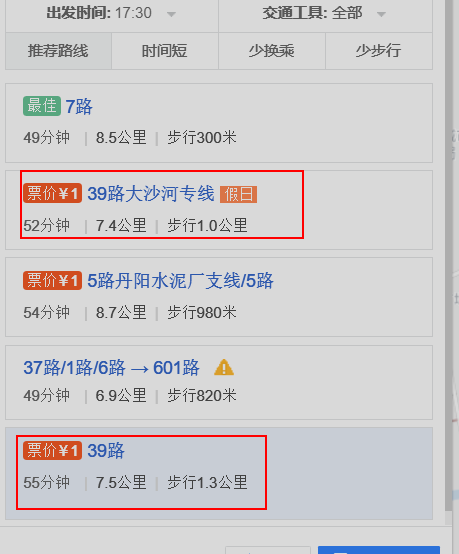 出发时间: 17:30 交通工具: 全部
推荐路线 时间短 少换乘 少步行
最佳 7路
49分钟 | 8.5公里 | 步行300米
票价¥1 39路大沙河专线 假日
52分钟 | 7.4公里 | 步行1.0公里
票价¥1 5路丹阳水泥厂支线/5路
54分钟 | 8.7公里 | 步行980米
37路/1路/6路 → 601路
49分钟 | 6.9公里 | 步行820米
票价¥1 39路
55分钟 | 7.5公里 | 步行1.3公里